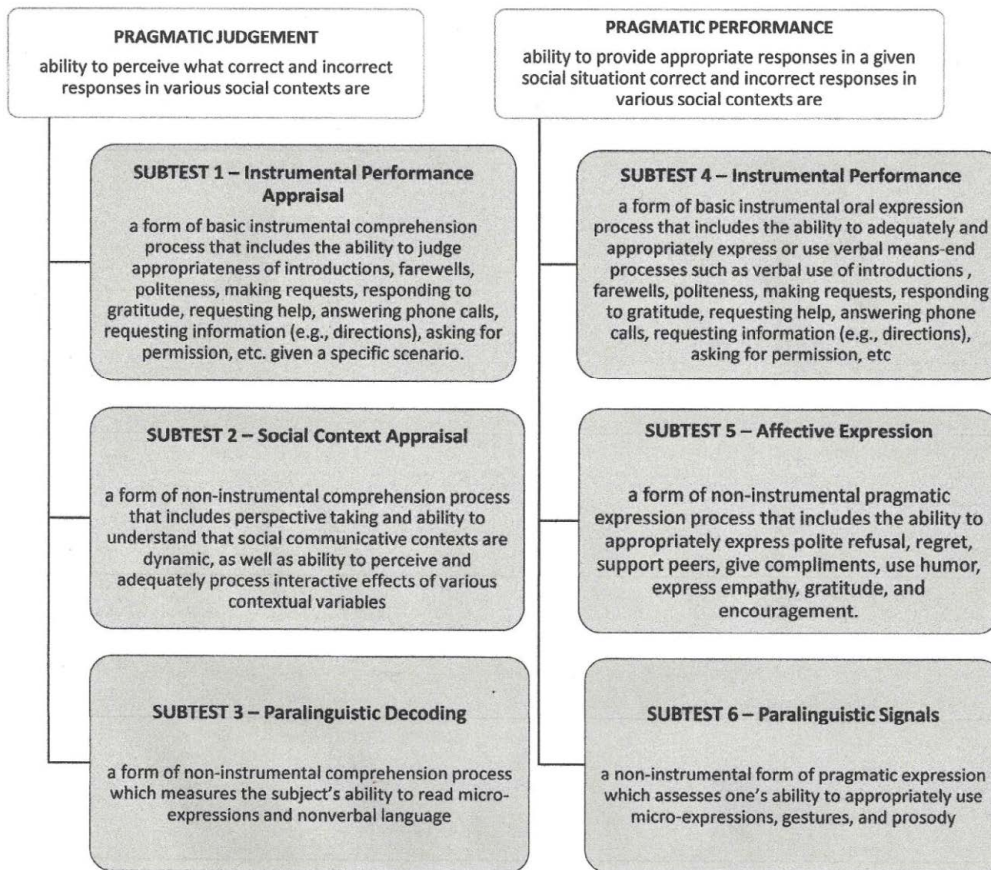 PRAGMATIC JUDGEMENT
ability to perceive what correct and incorrect
responses in various social contexts are
SUBTEST 1 – Instrumental Performance
Appraisal
a form of basic instrumental comprehension
process that includes the ability to judge
appropriateness of introductions, farewells,
politeness, making requests, responding to
gratitude, requesting help, answering phone calls,
requesting information (e.g., directions), asking for
permission, etc. given a specific scenario.
SUBTEST 2 – Social Context Appraisal
a form of non-instrumental comprehension process
that includes perspective taking and ability to
understand that social communicative contexts are
dynamic, as well as ability to perceive and
adequately process interactive effects of various
contextual variables
SUBTEST 3 – Paralinguistic Decoding
a form of non-instrumental comprehension process
which measures the subject's ability to read micro-
expressions and nonverbal language
PRAGMATIC PERFORMANCE
ability to provide appropriate responses in a given
social situationt correct and incorrect responses in
various social contexts are
SUBTEST 4 – Instrumental Performance
a form of basic instrumental oral expression
process that includes the ability to adequately and
appropriately express or use verbal means-end
processes such as verbal use of introductions ,
farewells, politeness, making requests, responding
to gratitude, requesting help, answering phone
calls, requesting information (e.g., directions),
asking for permission, etc
SUBTEST 5 – Affective Expression
a form of non-instrumental pragmatic
expression process that includes the ability to
appropriately express polite refusal, regret,
support peers, give compliments, use humor,
express empathy, gratitude, and
encouragement.
SUBTEST 6 – Paralinguistic Signals
a non-instrumental form of pragmatic expression
which assesses one's ability to appropriately use
micro-expressions, gestures, and prosody